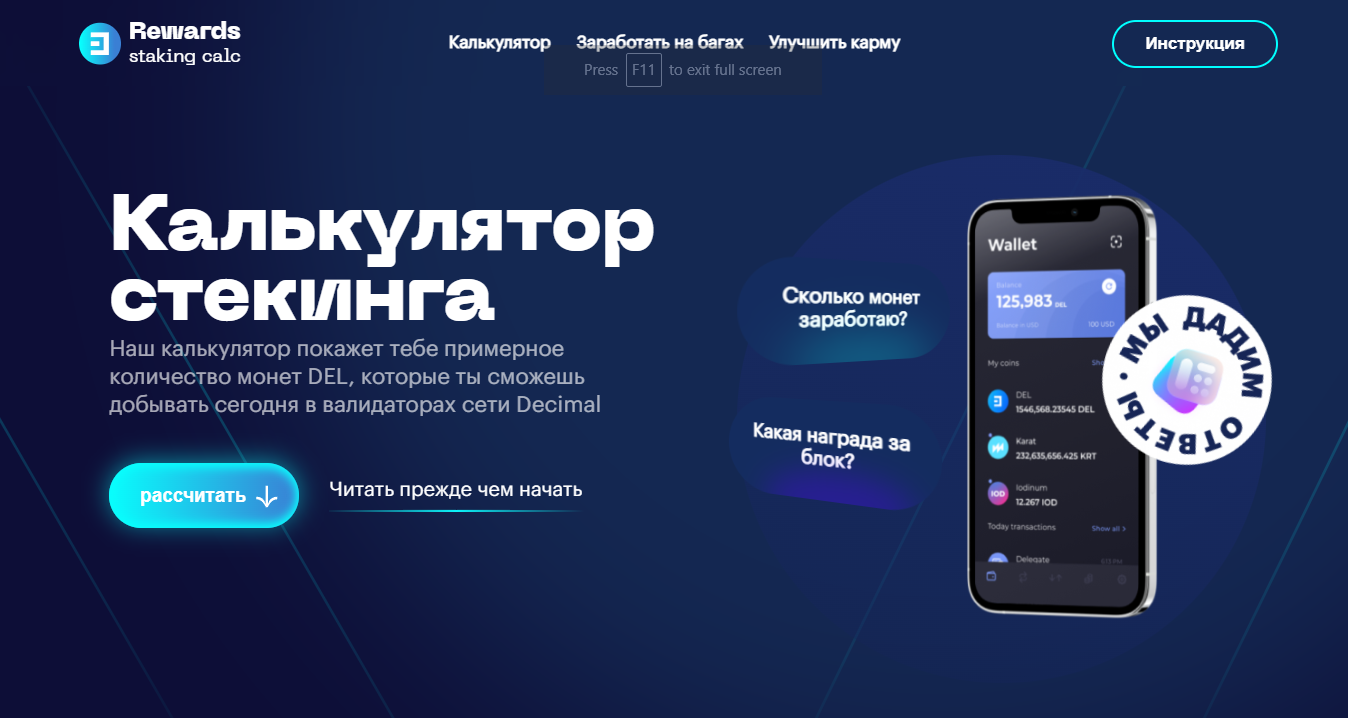 Rewards
staking calc
Калькулятор
Заработать на багах
Улучшить карму
Инструкция
Press F11 to exit full screen
Калькулятор
стекинга
Наш калькулятор покажет тебе примерное
количество монет DEL, которые ты сможешь
добывать сегодня в валидаторах сети Decimal
рассчитать
Читать прежде чем начать
Сколько монет
заработаю?
Какая награда за
блок?
Wallet
Balance
125,983 DEL
Balance in USD
100 USD
My coins
DEL
1546,568.23545 DEL
Karat
232,635,656.425 KRT
IOD
Iodinum
12.267 IOD
Today transactions
Show all >
Delegate
МЫ ДАДИМ ОТВЕТЫ •